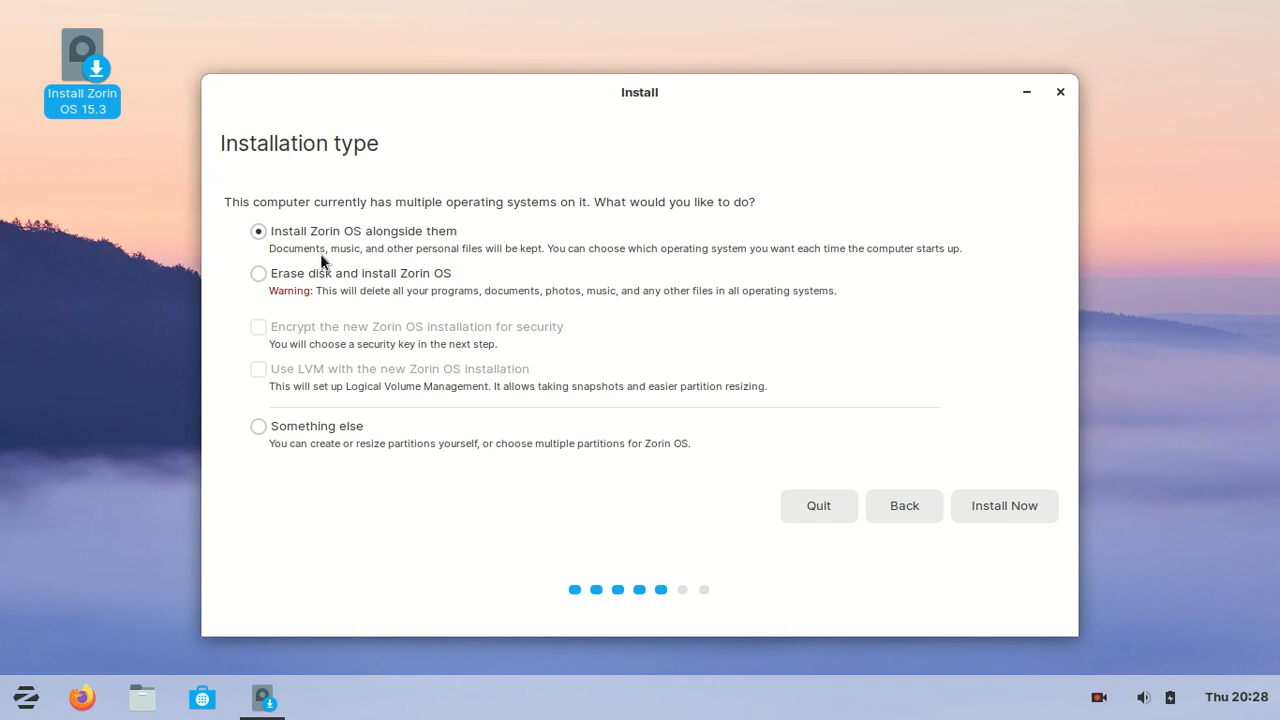 Install Zorin
OS 15.3
Install
Installation type
This computer currently has multiple operating systems on it. What would you like to do?
Install Zorin OS alongside them
Documents, music, and other personal files will be kept. You can choose which operating system you want each time the computer starts up.
Erase disk and install Zorin OS
Warning: This will delete all your programs, documents, photos, music, and any other files in all operating systems.
Encrypt the new Zorin OS installation for security
You will choose a security key in the next step.
Use LVM with the new Zorin OS installation
This will set up Logical Volume Management. It allows taking snapshots and easier partition resizing.
Something else
You can create or resize partitions yourself, or choose multiple partitions for Zorin OS.
Quit Back Install Now
Thu 20:28